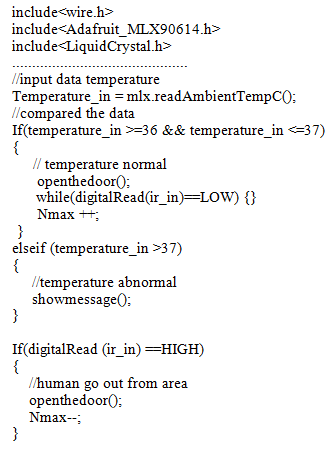 include<wire.h>
include<Adafruit_MLX90614.h>
include<LiquidCrystal.h>
............................................
//input data temperature
Temperature_in = mlx.readAmbientTempC();
//compared the data
If(temperature_in >=36 && temperature_in <=37)
{
// temperature normal
openthedoor();
while(digitalRead(ir_in)==LOW) {}
Nmax ++;
}
elseif (temperature_in >37)
{
//temperature abnormal
showmessage();
}
If(digitalRead (ir_in) ==HIGH)
{
//human go out from area
openthedoor();
Nmax--;
}